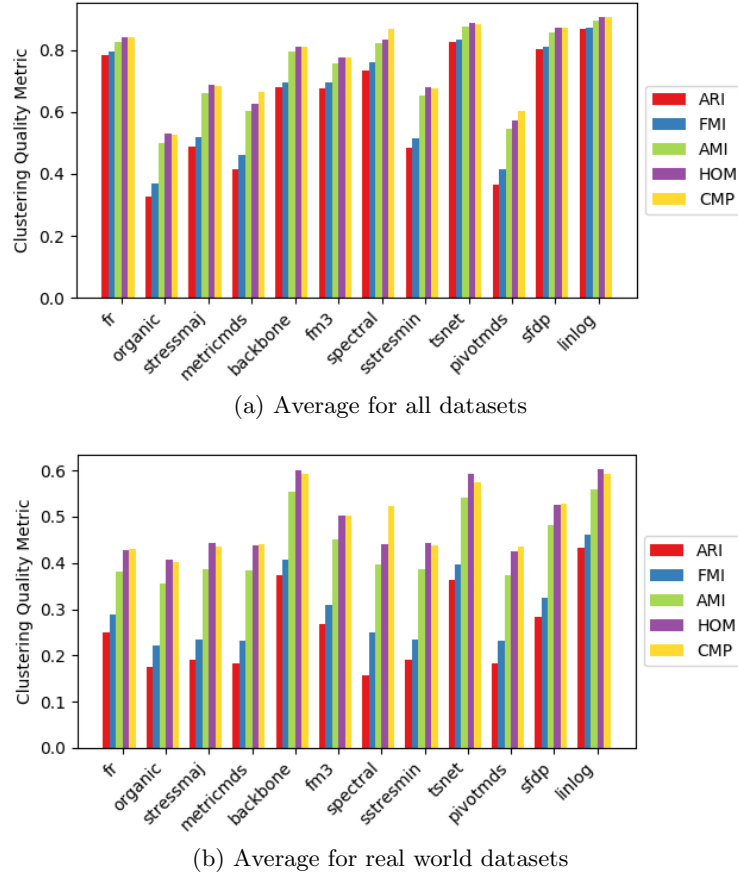 Clustering Quality Metric
0.8
0.6
0.4
0.2
0.0
fr
organic
stressmaj
metricmds
backbone
fm3
spectral
sstresmin
tsnet
pivotmds
sfdp
linlog
ARI
FMI
AMI
HOM
CMP
(a) Average for all datasets
Clustering Quality Metric
0.6
0.5
0.4
0.3
0.2
0.1
0.0
fr
organic
stressmaj
metricmds
backbone
fm3
spectral
sstresmin
tsnet
pivotmds
sfdp
linlog
ARI
FMI
AMI
HOM
CMP
(b) Average for real world datasets